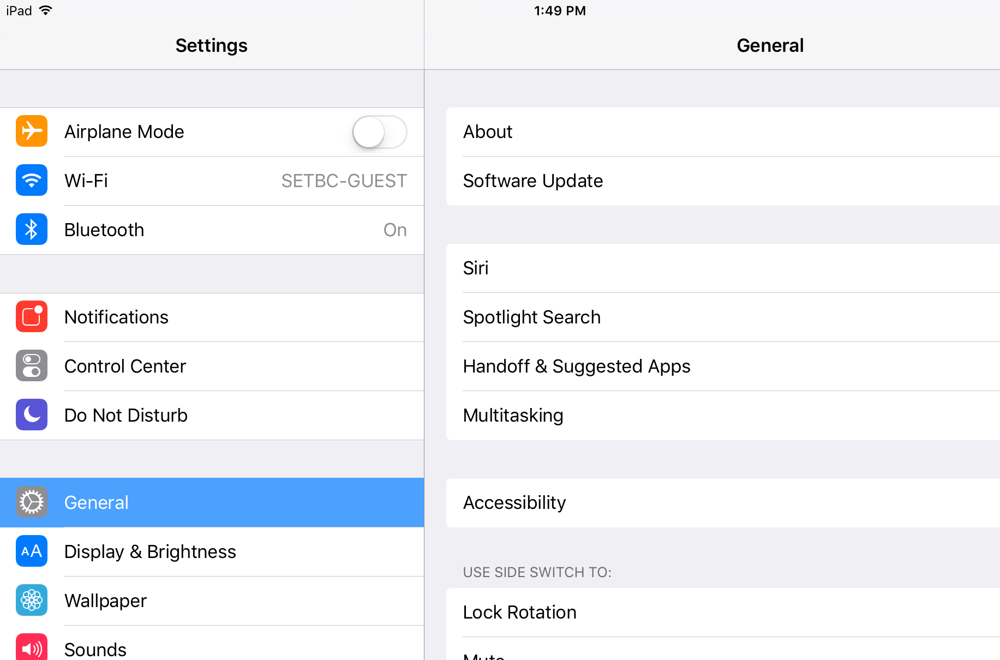 iPad
1:49 PM
Settings
Airplane Mode
Wi-Fi SETBC-GUEST
Bluetooth On
Notifications
Control Center
Do Not Disturb
General
AA Display & Brightness
Wallpaper
Sounds
General
About
Software Update
Siri
Spotlight Search
Handoff & Suggested Apps
Multitasking
Accessibility
USE SIDE SWITCH TO:
Lock Rotation
Mute